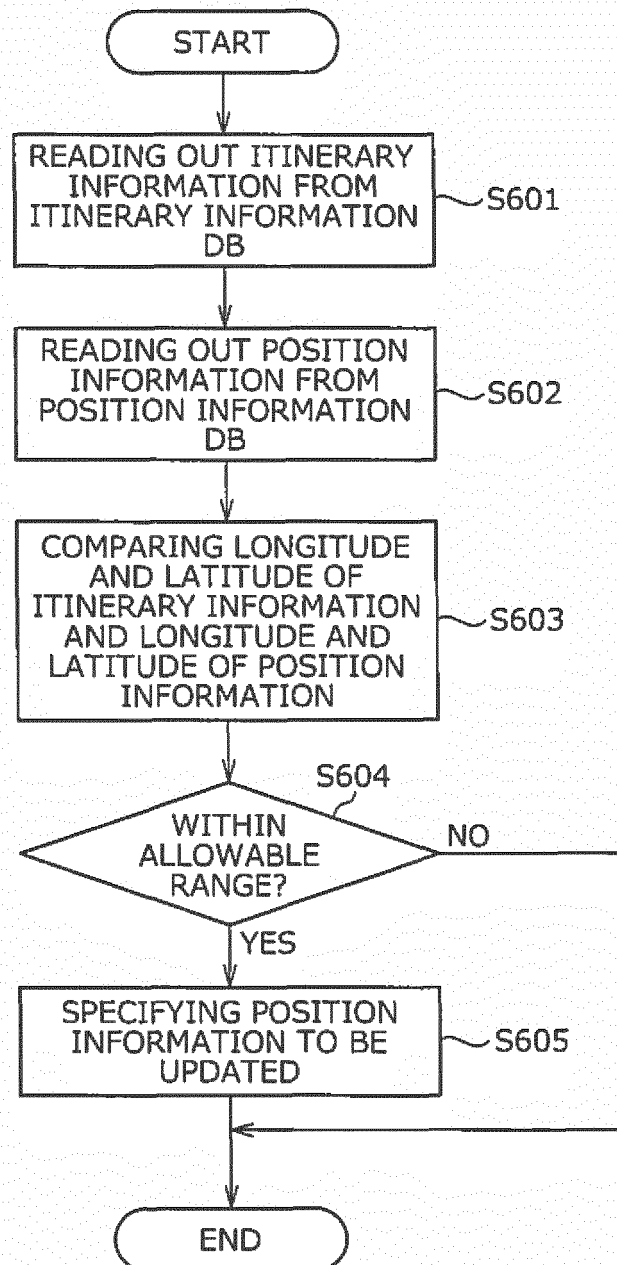 START
READING OUT ITINERARY
INFORMATION FROM
ITINERARY INFORMATION
DB
S601
READING OUT POSITION
INFORMATION FROM
POSITION INFORMATION
DB
S602
COMPARING LONGITUDE
AND LATITUDE OF
ITINERARY INFORMATION
AND LONGITUDE AND
LATITUDE OF POSITION
INFORMATION
S603
S604
WITHIN
ALLOWABLE
RANGE?
NO
YES
SPECIFYING POSITION
INFORMATION TO BE
UPDATED
S605
END